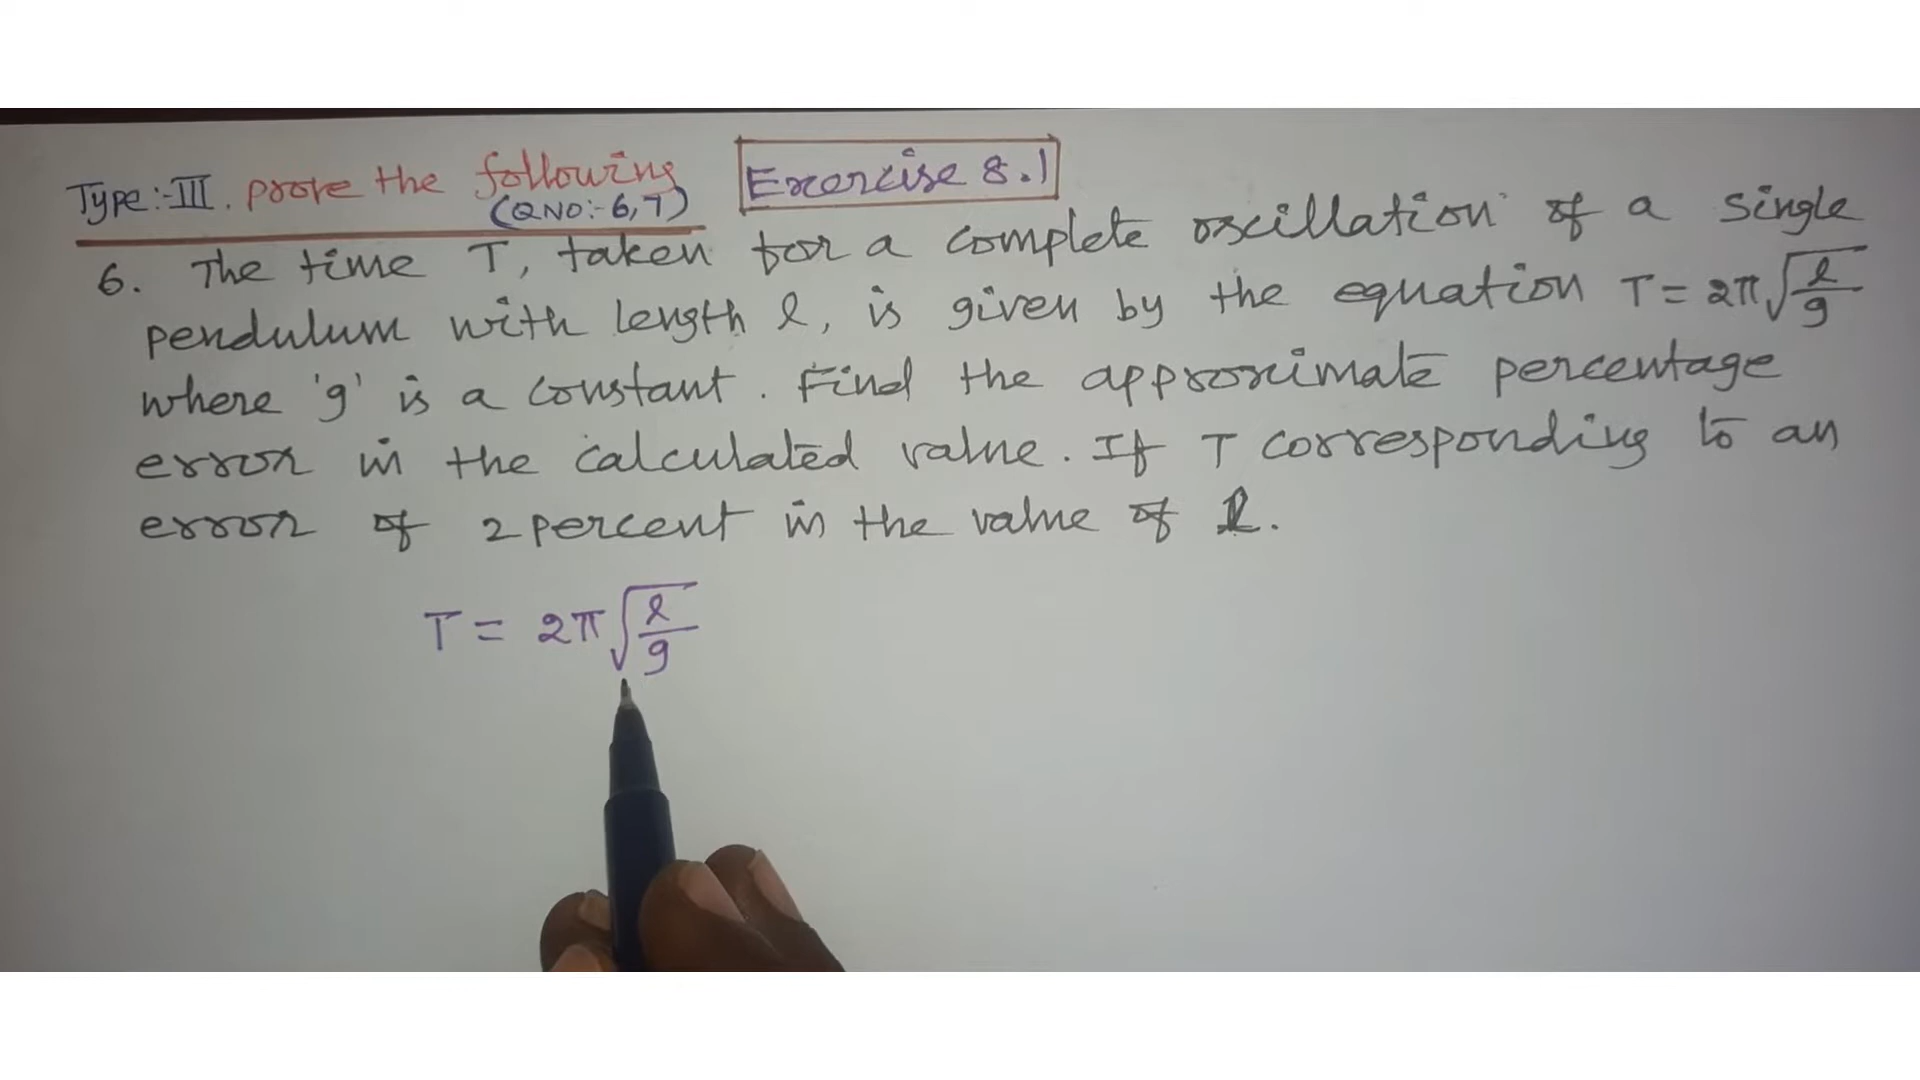 Type:-III. prove the following
(QNO:-6,7)
Exercise 8.1
6. The time T, taken for a complete oscillation of a single
pendulum with length l, is given by the equation T = 2π√(l/g)
where 'g' is a constant. Find the approximate percentage
error in the calculated value. If T corresponding to an
error of 2 percent in the value of l.
T = 2π√(l/g)